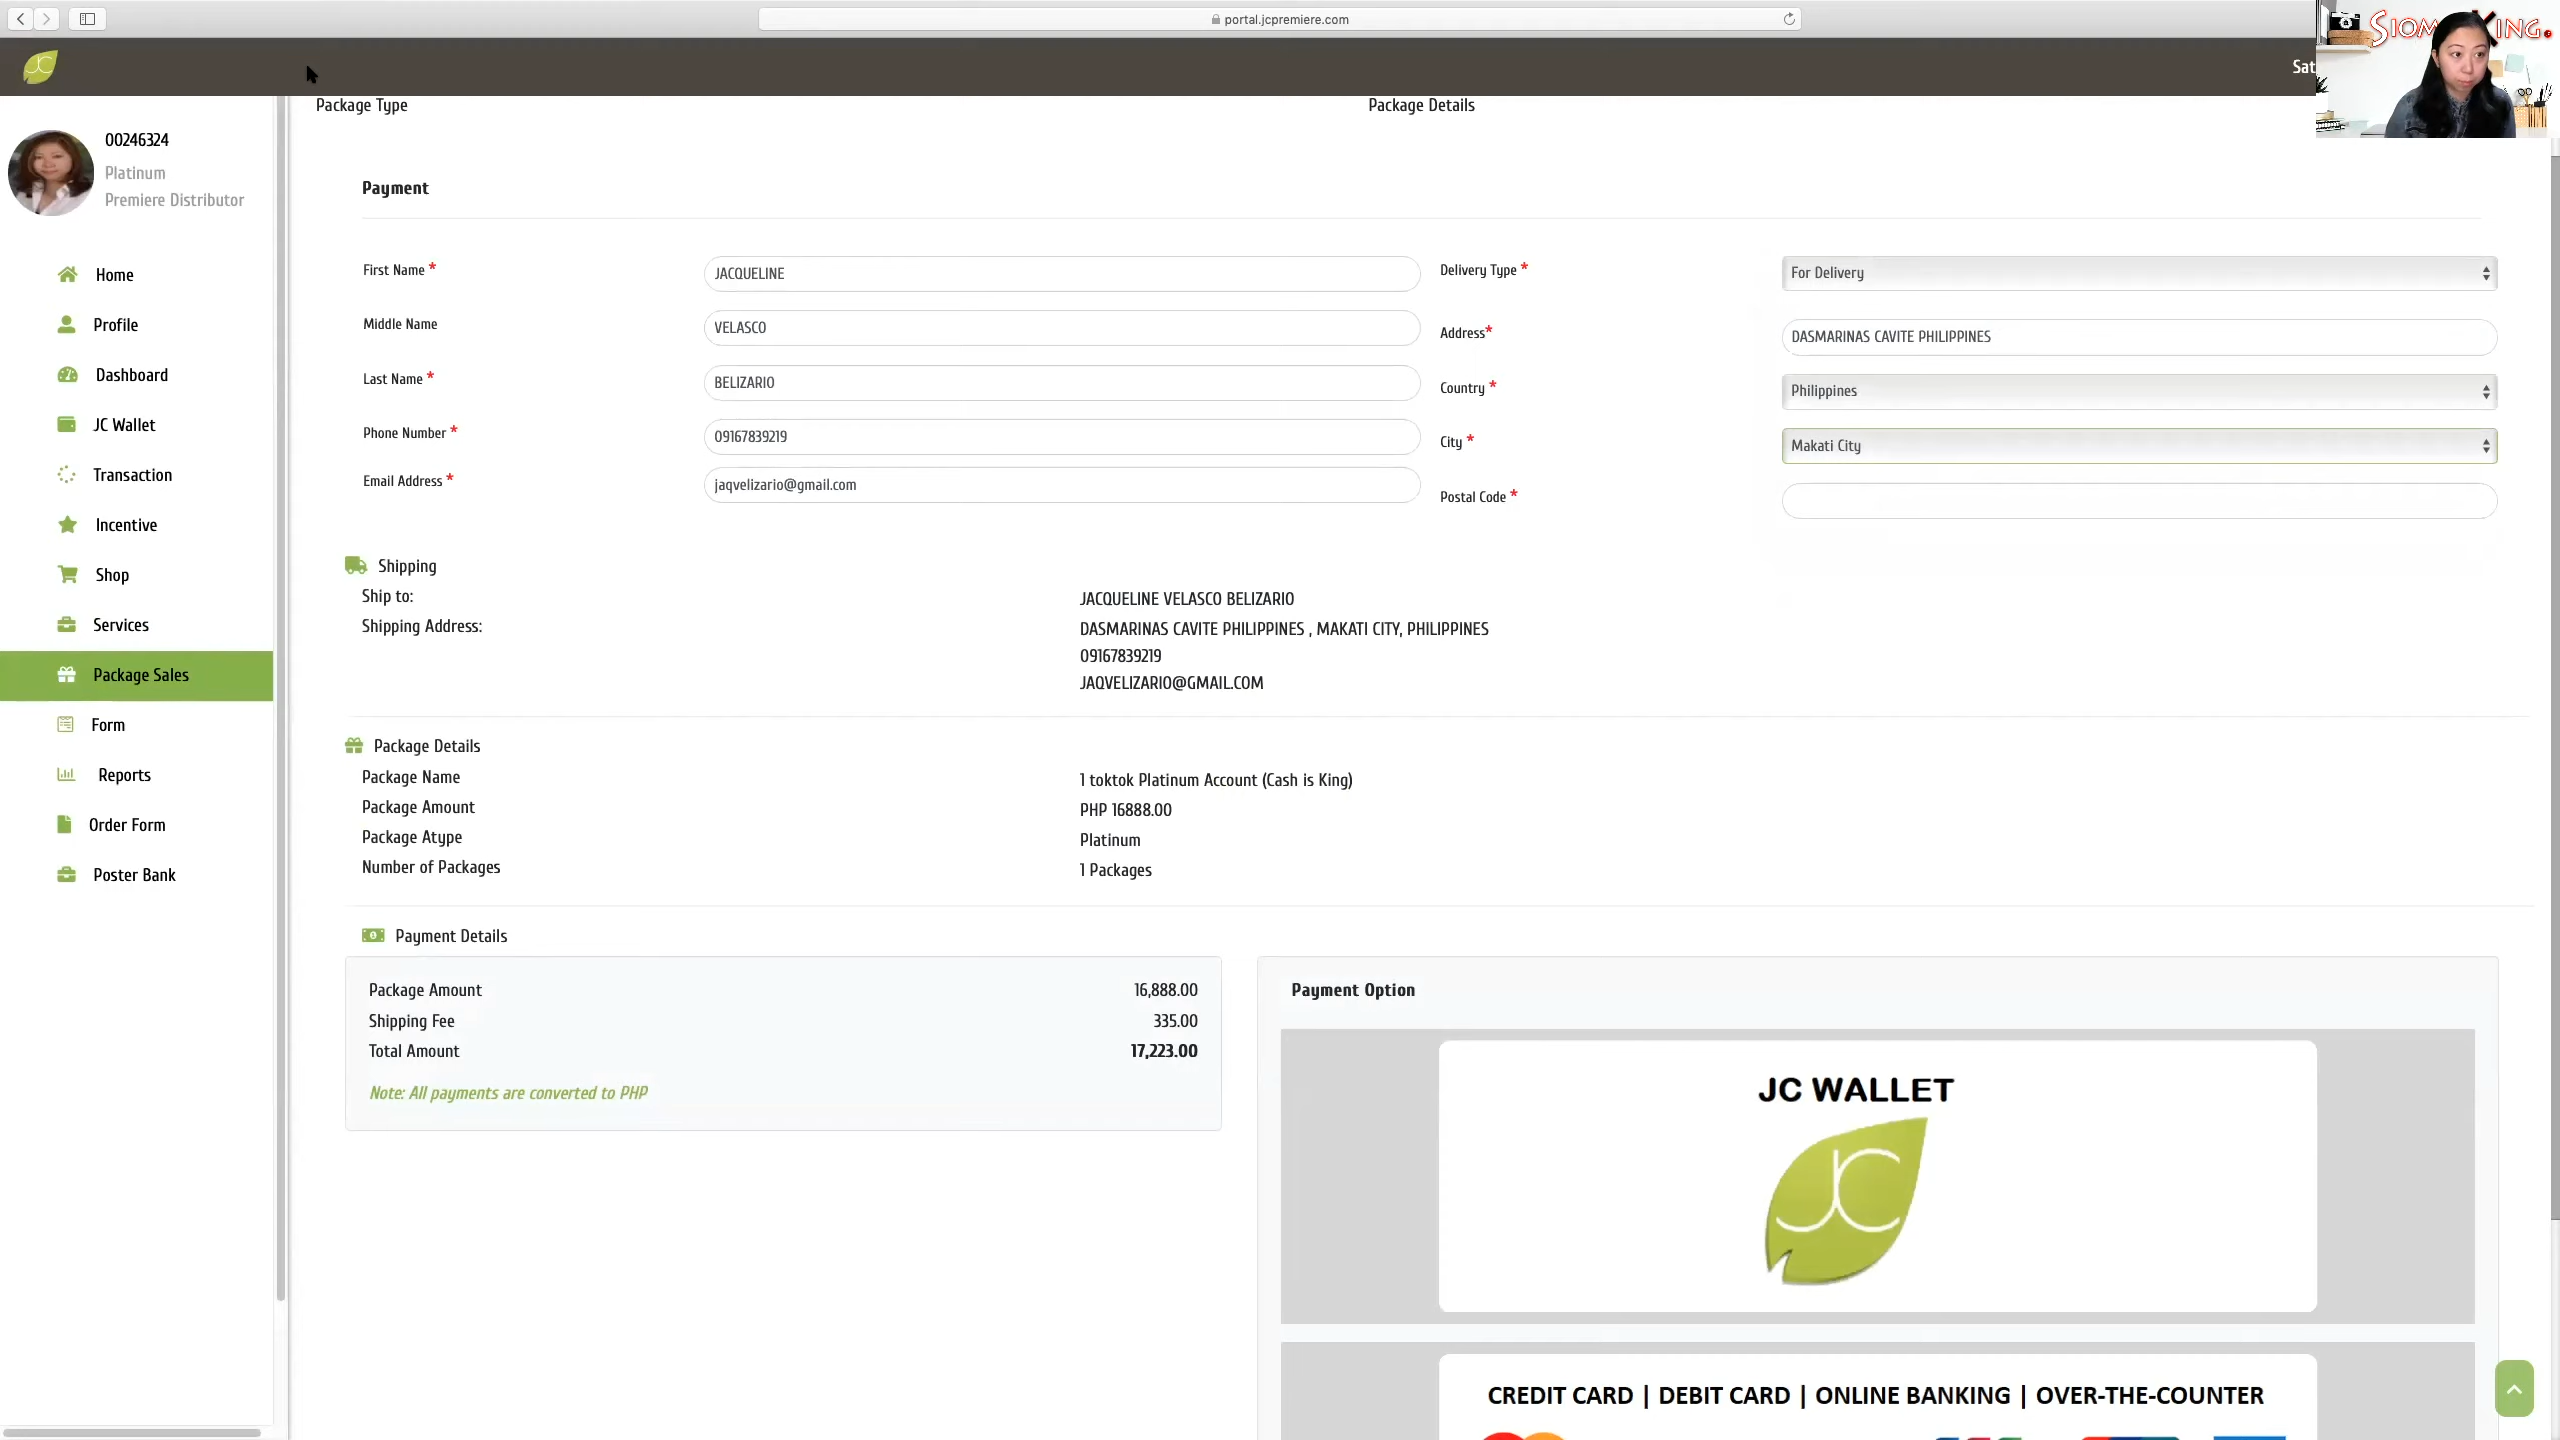 portal.jcpremiere.com
SIOM KING.
JC
Sat
Package Type
Package Details
00246324
Platinum
Premiere Distributor
Home
Profile
Dashboard
JC Wallet
Transaction
Incentive
Shop
Services
Package Sales
Form
Reports
Order Form
Poster Bank
Payment
First Name *
JACQUELINE
Middle Name
VELASCO
Last Name *
BELIZARIO
Phone Number *
09167839219
Email Address *
jaqvelizario@gmail.com
Delivery Type *
For Delivery
Address*
DASMARINAS CAVITE PHILIPPINES
Country *
Philippines
City *
Makati City
Postal Code *
Shipping
Ship to:
JACQUELINE VELASCO BELIZARIO
Shipping Address:
DASMARINAS CAVITE PHILIPPINES , MAKATI CITY, PHILIPPINES
09167839219
JAQVELIZARIO@GMAIL.COM
Package Details
Package Name
1 toktok Platinum Account (Cash is King)
Package Amount
PHP 16888.00
Package Atype
Platinum
Number of Packages
1 Packages
Payment Details
Package Amount
16,888.00
Shipping Fee
335.00
Total Amount
17,223.00
Note: All payments are converted to PHP
Payment Option
JC WALLET
JC
CREDIT CARD | DEBIT CARD | ONLINE BANKING | OVER-THE-COUNTER